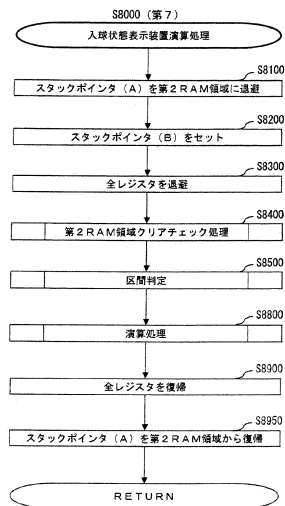 S8000（第７）
入球状態表示装置演算処理
S8100
スタックポインタ（A）を第２RAM領域に退避
S8200
スタックポインタ（B）をセット
S8300
全レジスタを退避
S8400
第２RAM領域クリアチェック処理
S8500
区間判定
S8800
演算処理
S8900
全レジスタを復帰
S8950
スタックポインタ（A）を第２RAM領域から復帰
RETURN